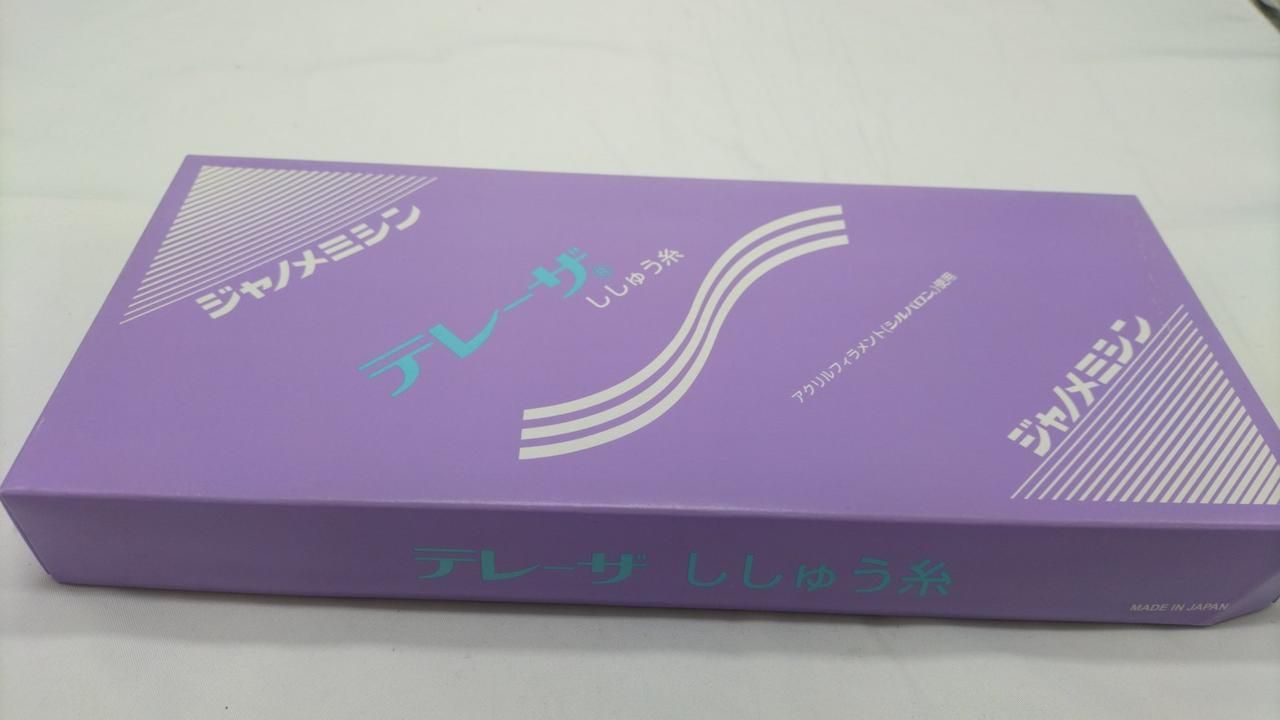 ジャノメミシン
テレーザ®
ししゅう糸
アクリルフィラメント(シルパロン)使用
ジャノメミシン
テレーザ ししゅう糸
MADE IN JAPAN